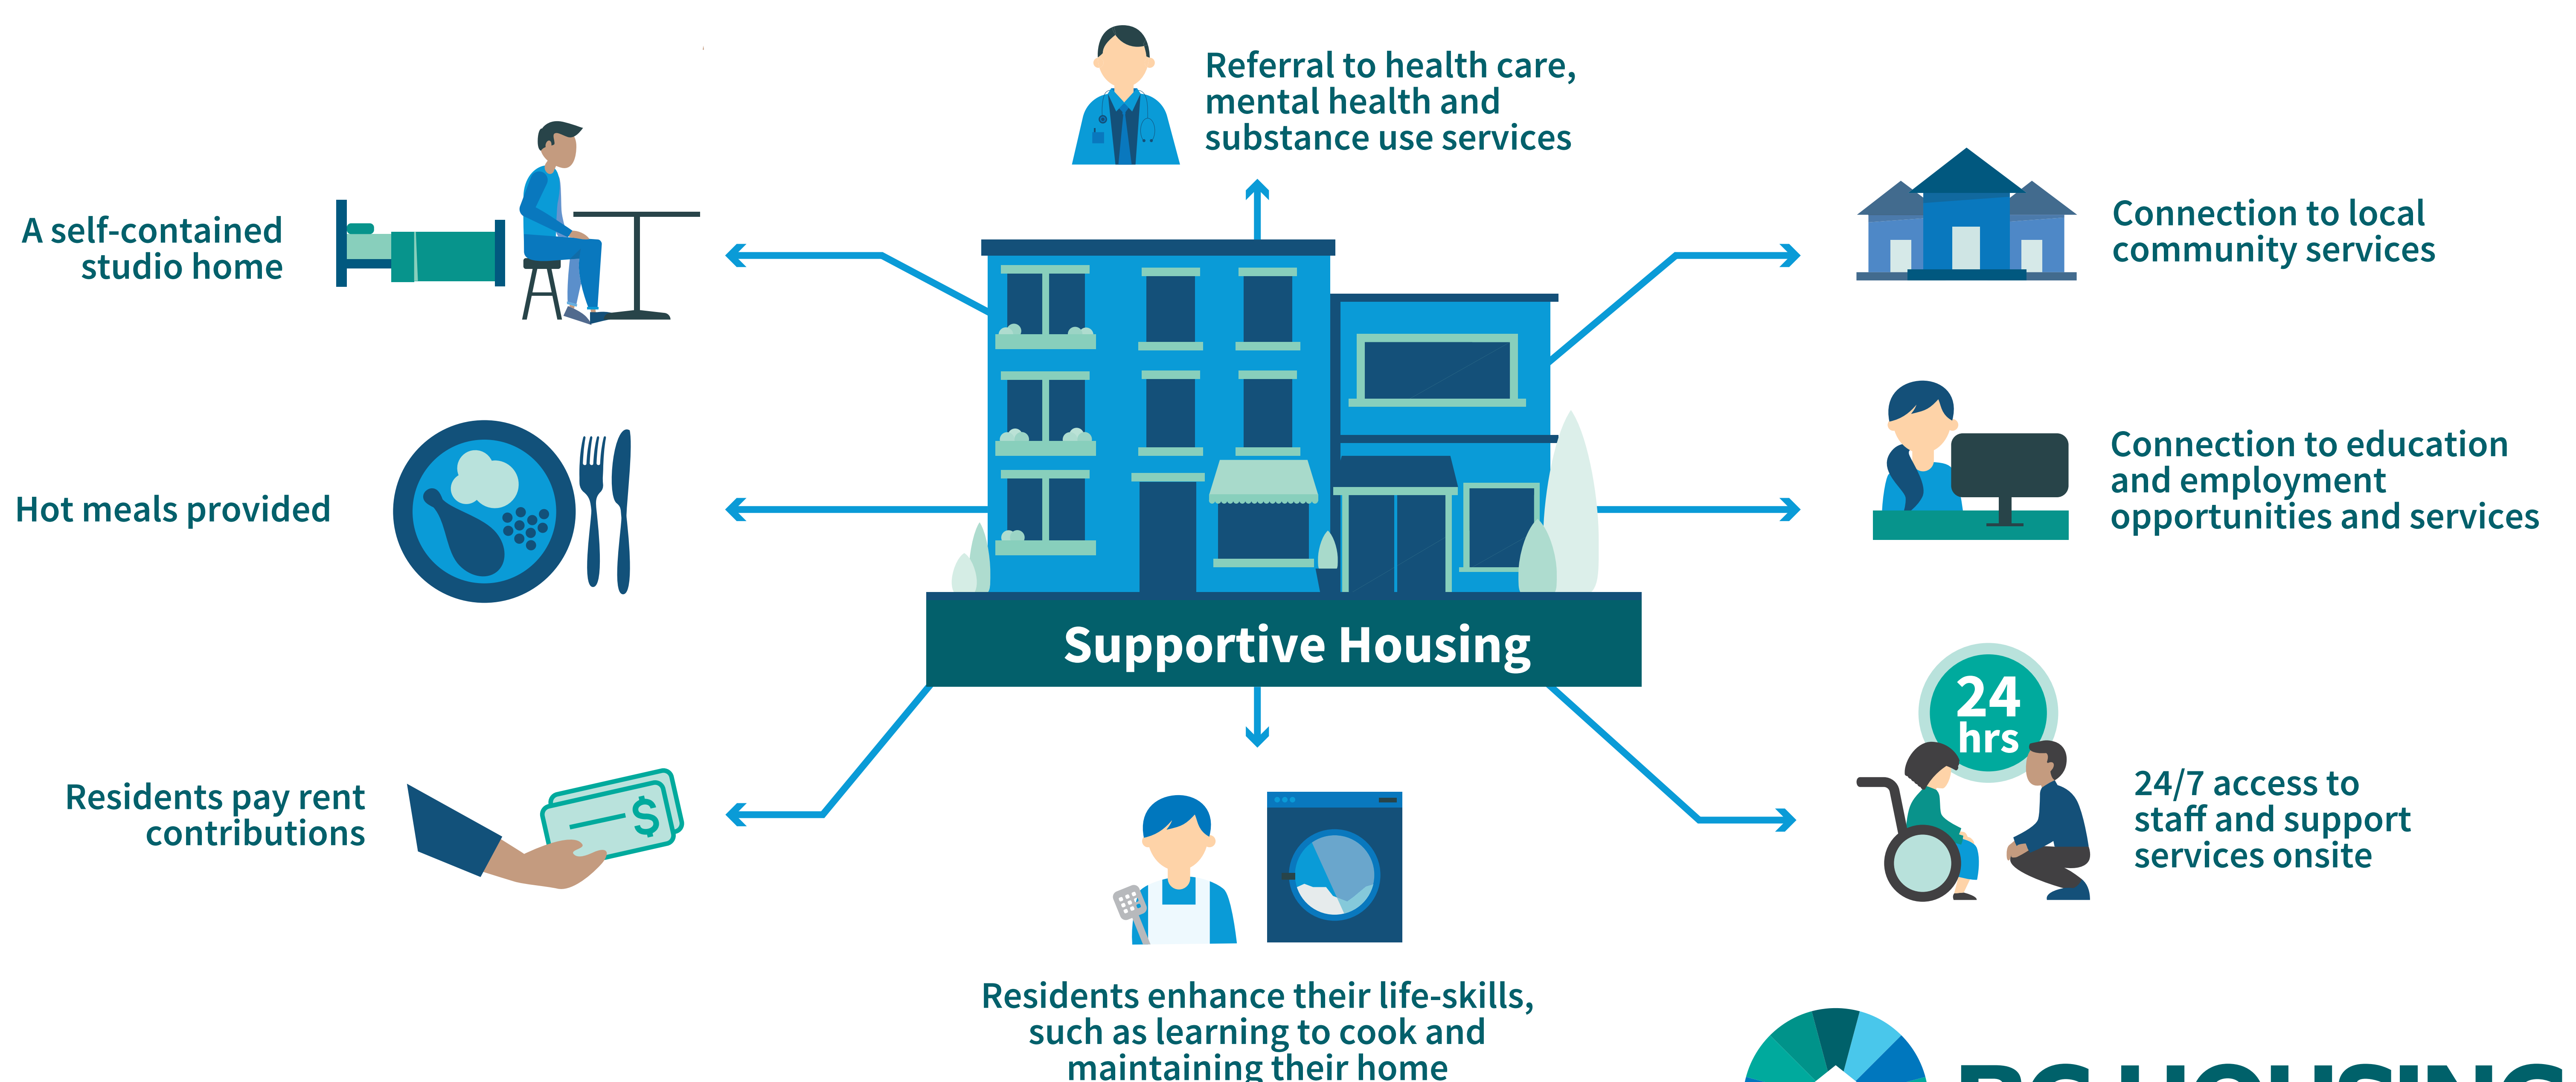 Referral to health care,
mental health and
substance use services
A self-contained
studio home
Connection to local
community services
Hot meals provided
$
Connection to education
and employment
opportunities and services
Supportive Housing
Residents pay rent
contributions
$
24
hrs
24/7 access to
staff and support
services onsite
Residents enhance their life-skills,
such as learning to cook and
maintaining their home
BC HOUSING